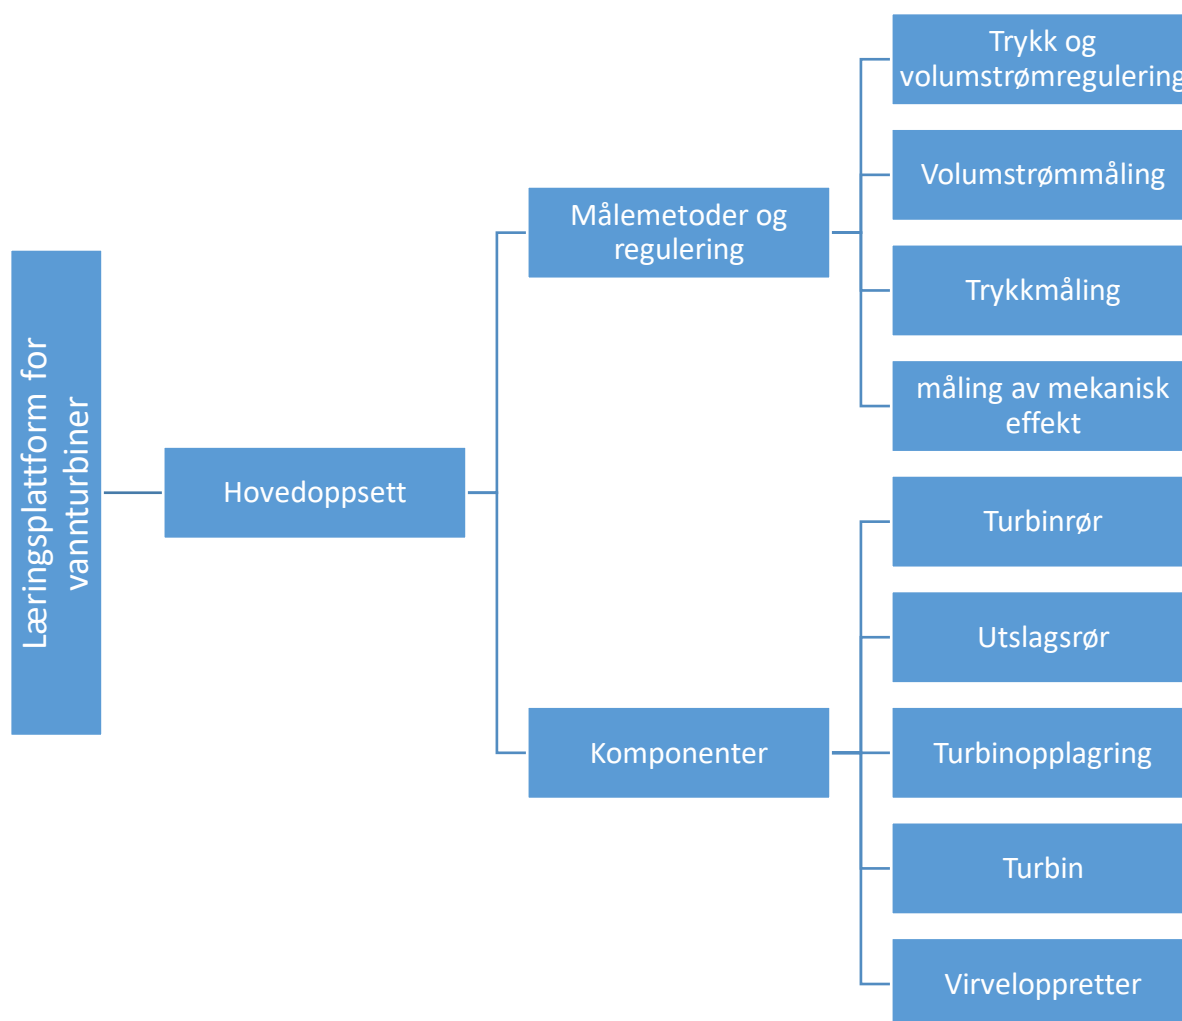 Læringsplattform for
vannturbiner
Hovedoppsett
Målemetoder og
regulering
Trykk og
volumstrømregulering
Volumstrømmåling
Trykkmåling
måling av mekanisk
effekt
Komponenter
Turbinrør
Utslagsrør
Turbinopplagring
Turbin
Virveloppretter